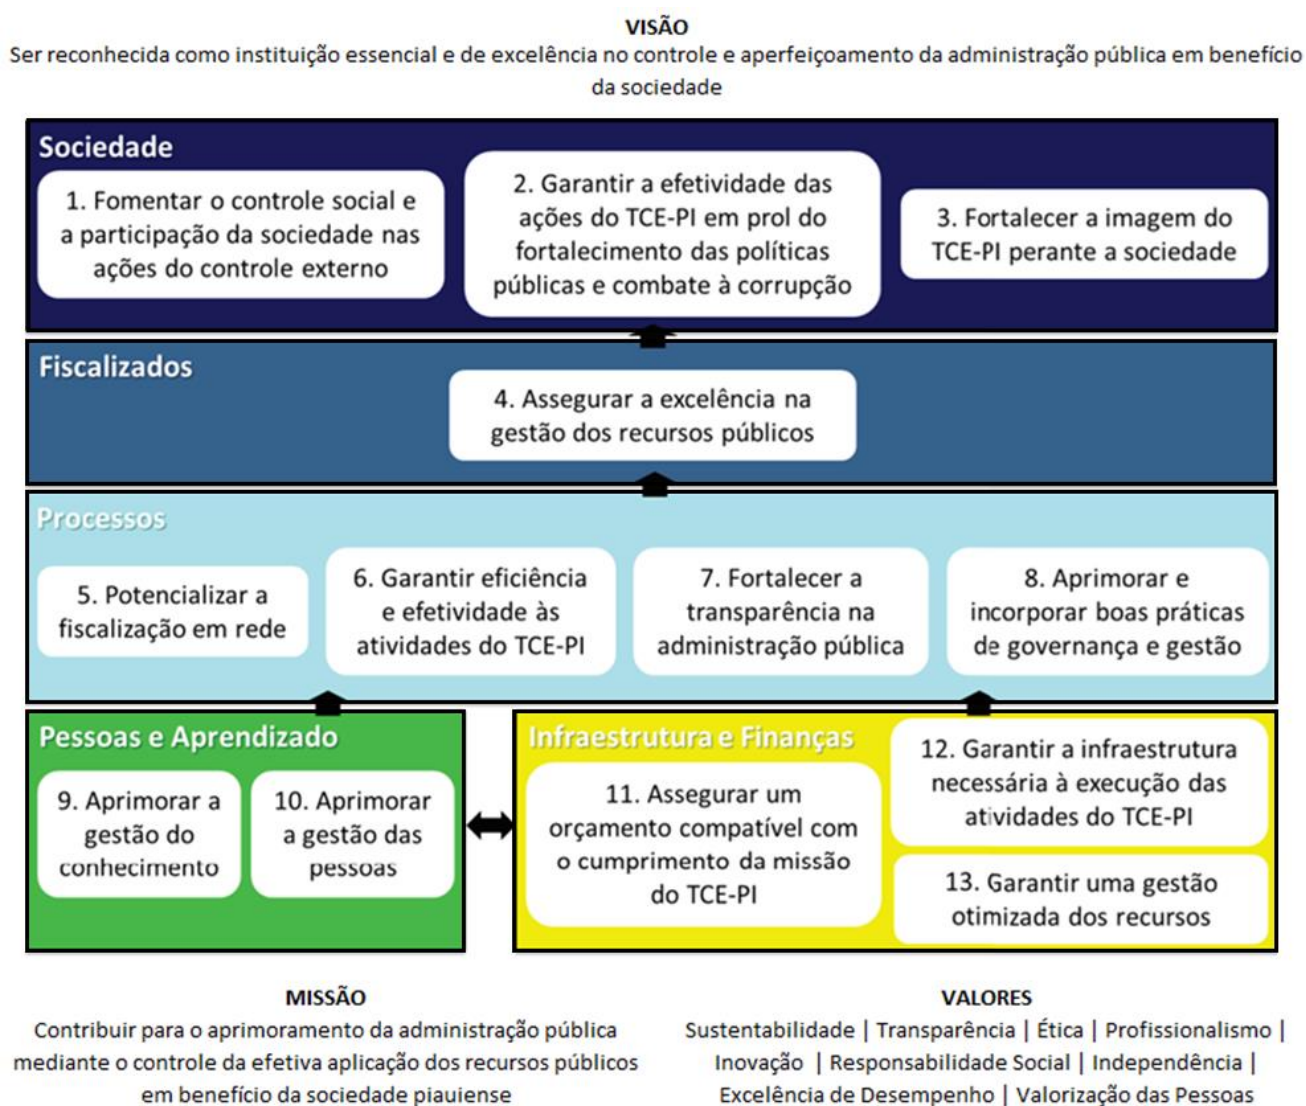 VISÃO
Ser reconhecida como instituição essencial e de excelência no controle e aperfeiçoamento da administração pública em benefício
da sociedade
Sociedade
1. Fomentar o controle social e
a participação da sociedade nas
ações do controle externo
2. Garantir a efetividade das
ações do TCE-PI em prol do
fortalecimento das políticas
públicas e combate à corrupção
3. Fortalecer a imagem do
TCE-PI perante a sociedade
Fiscalizados
4. Assegurar a excelência na
gestão dos recursos públicos
Processos
5. Potencializar a
fiscalização em rede
6. Garantir eficiência
e efetividade às
atividades do TCE-PI
7. Fortalecer a
transparência na
administração pública
8. Aprimorar e
incorporar boas práticas
de governança e gestão
Pessoas e Aprendizado
9. Aprimorar a
gestão do
conhecimento
10. Aprimorar
a gestão das
pessoas
Infraestrutura e Finanças
11. Assegurar um
orçamento compatível com
o cumprimento da missão
do TCE-PI
12. Garantir a infraestrutura
necessária à execução das
atividades do TCE-PI
13. Garantir uma gestão
otimizada dos recursos
MISSÃO
Contribuir para o aprimoramento da administração pública
mediante o controle da efetiva aplicação dos recursos públicos
em benefício da sociedade piauiense
VALORES
Sustentabilidade | Transparência | Ética | Profissionalismo |
Inovação | Responsabilidade Social | Independência |
Excelência de Desempenho | Valorização das Pessoas